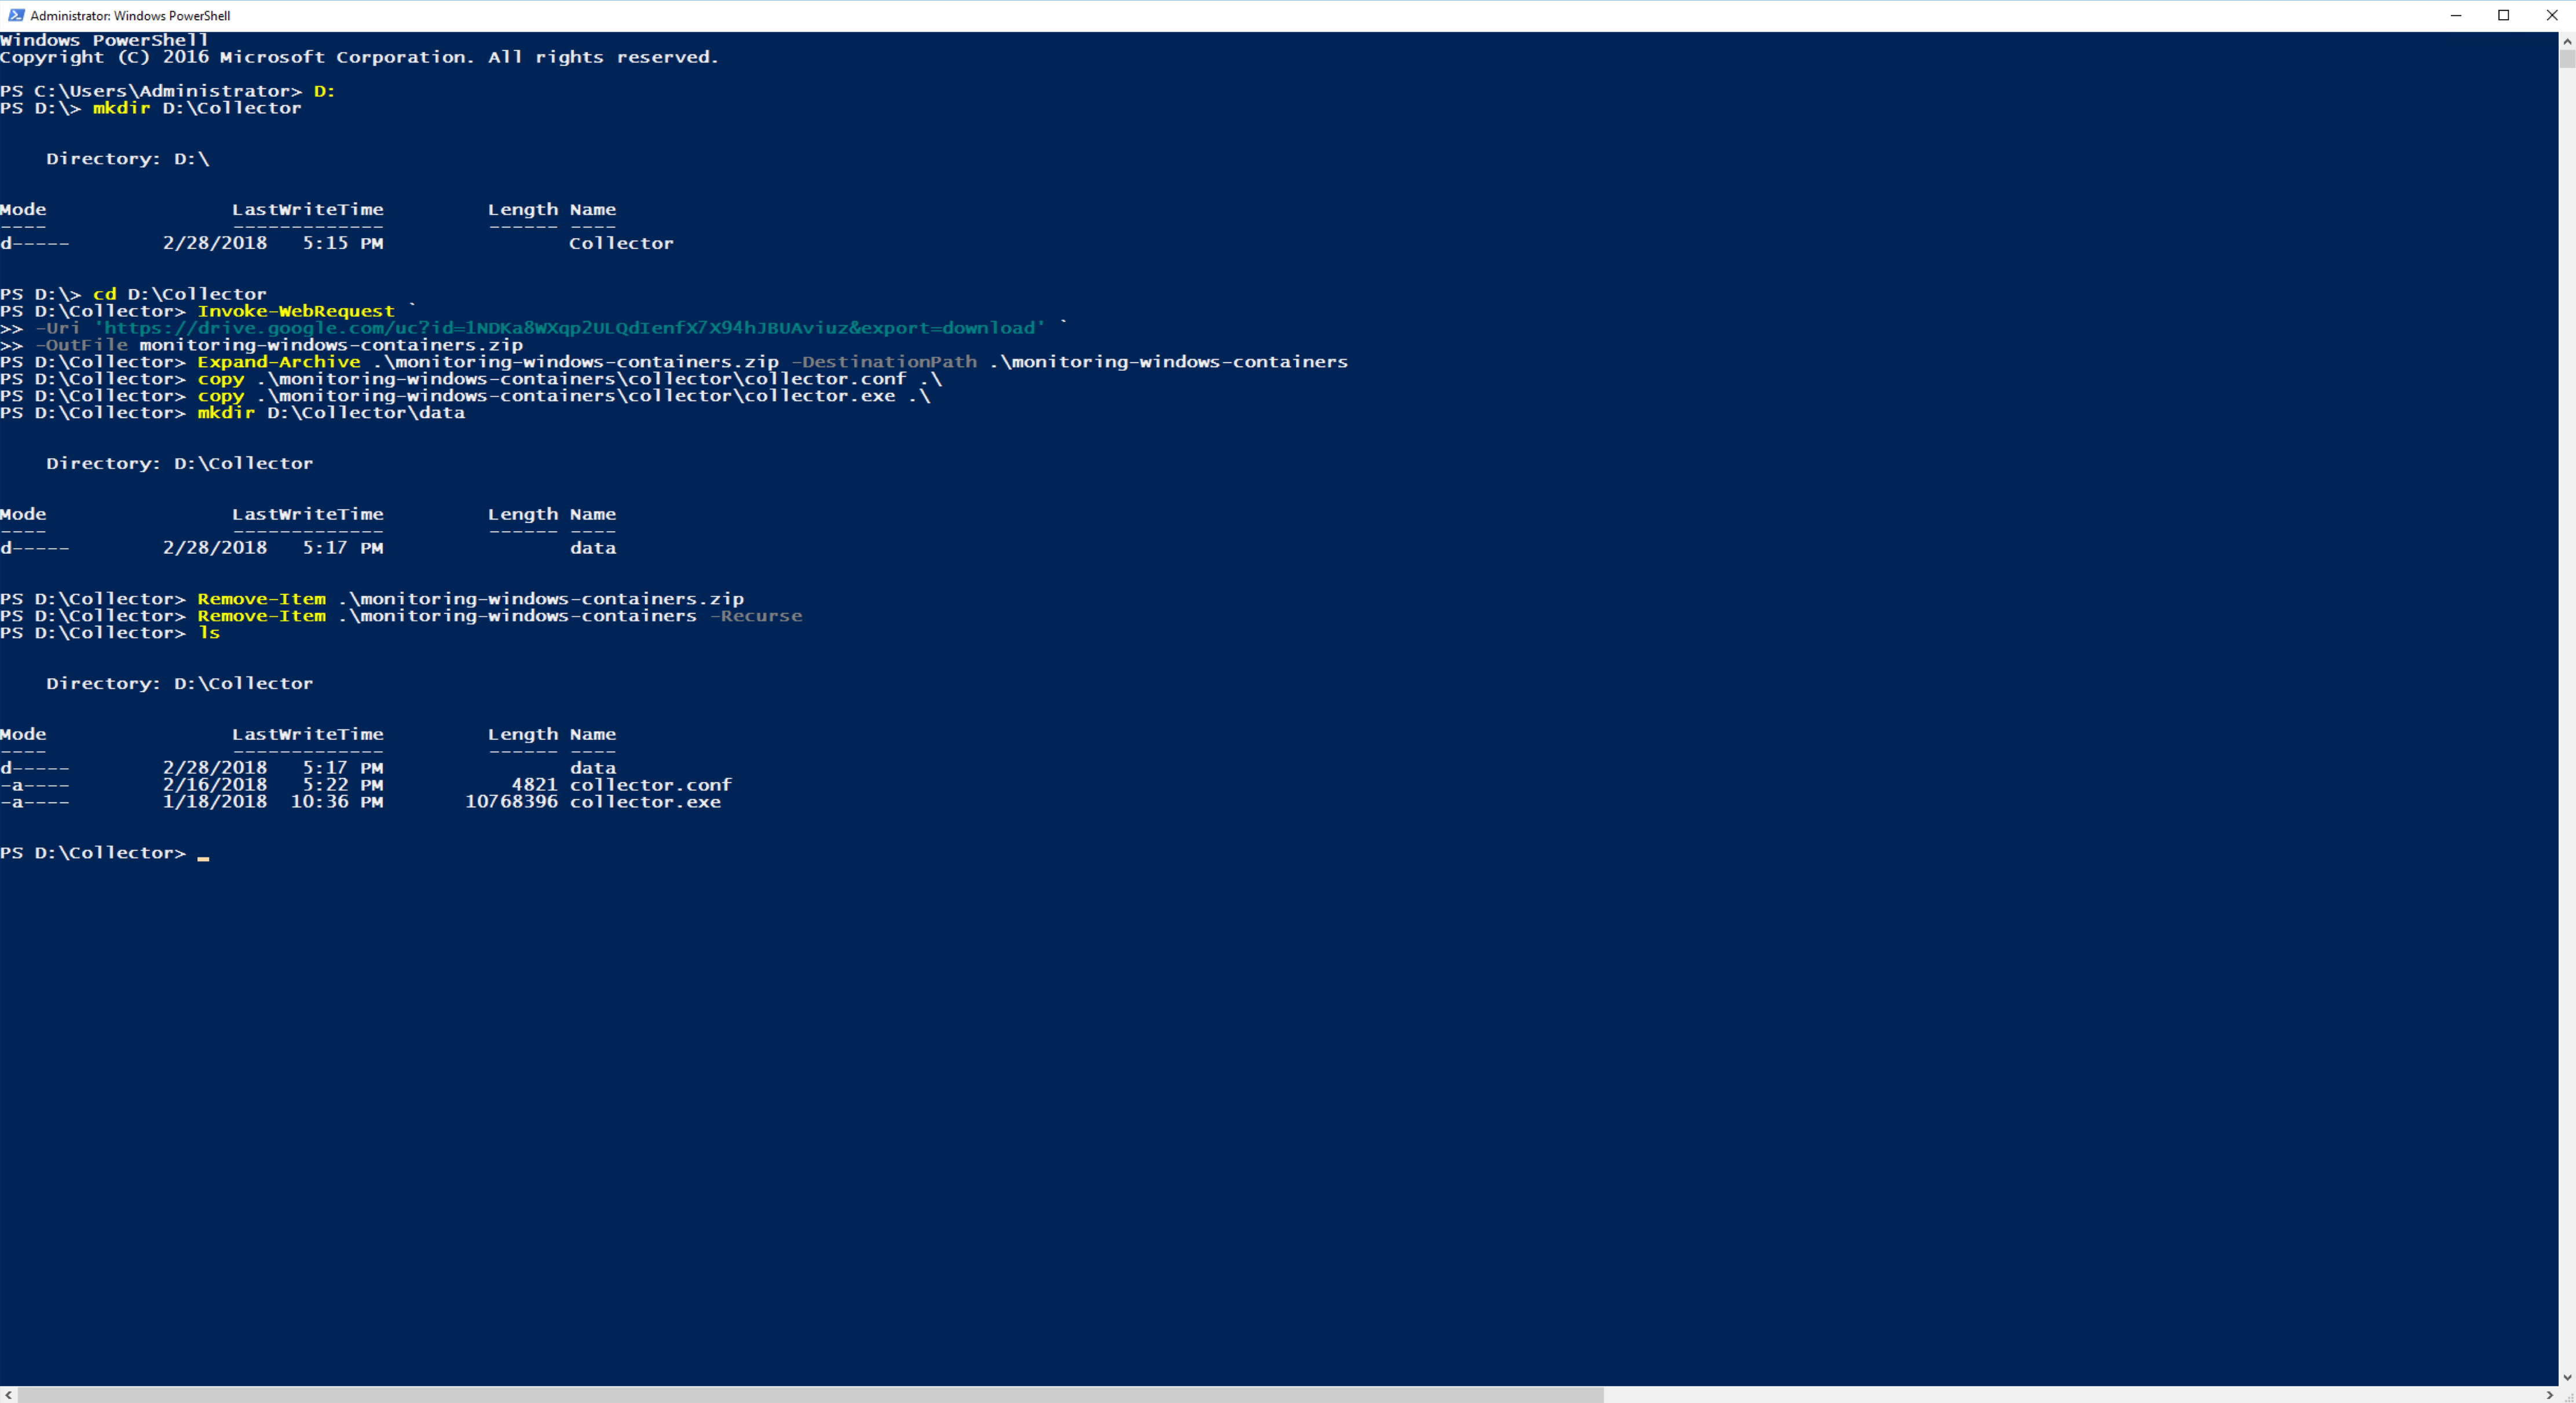 Administrator: Windows PowerShell
Windows PowerShell
Copyright (C) 2016 Microsoft Corporation. All rights reserved.
PS C:\Users\Administrator> D:
PS D:\> mkdir D:\Collector
    Directory: D:\
Mode                LastWriteTime         Length Name
----                -------------         ------ ----
d-----        2/28/2018   5:15 PM                Collector
PS D:\> cd D:\Collector
PS D:\Collector> Invoke-WebRequest `
>> -Uri 'https://drive.google.com/uc?id=1NDKa8WXqp2ULQdIenfX7X94hJBUAviuz&export=download' `
>> -OutFile monitoring-windows-containers.zip
PS D:\Collector> Expand-Archive .\monitoring-windows-containers.zip -DestinationPath .\monitoring-windows-containers
PS D:\Collector> copy .\monitoring-windows-containers\collector\collector.conf .\
PS D:\Collector> copy .\monitoring-windows-containers\collector\collector.exe .\
PS D:\Collector> mkdir D:\Collector\data
    Directory: D:\Collector
Mode                LastWriteTime         Length Name
----                -------------         ------ ----
d-----        2/28/2018   5:17 PM                data
PS D:\Collector> Remove-Item .\monitoring-windows-containers.zip
PS D:\Collector> Remove-Item .\monitoring-windows-containers -Recurse
PS D:\Collector> ls
    Directory: D:\Collector
Mode                LastWriteTime         Length Name
----                -------------         ------ ----
d-----        2/28/2018   5:17 PM                data
-a----        2/16/2018   5:22 PM           4821 collector.conf
-a----        1/18/2018  10:36 PM       10768396 collector.exe
PS D:\Collector> _